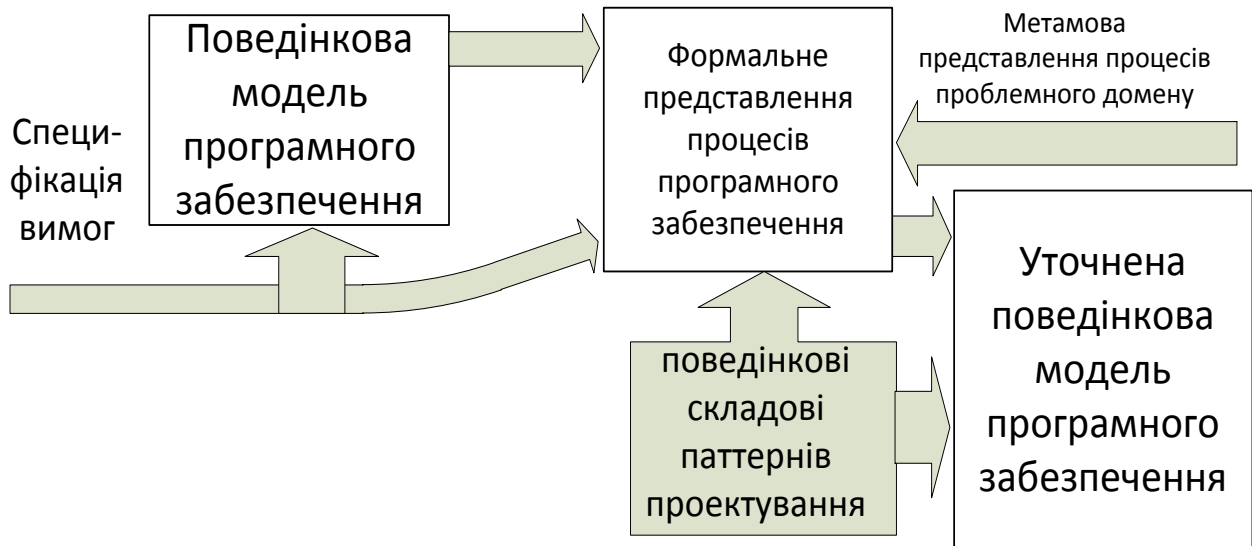 Поведінкова
модель
програмного
забезпечення
Специ-
фікація
вимог
Формальне
представлення
процесів
програмного
забезпечення
Метамова
представлення процесів
проблемного домену
поведінкові
складові
паттернів
проектування
Уточнена
поведінкова
модель
програмного
забезпечення